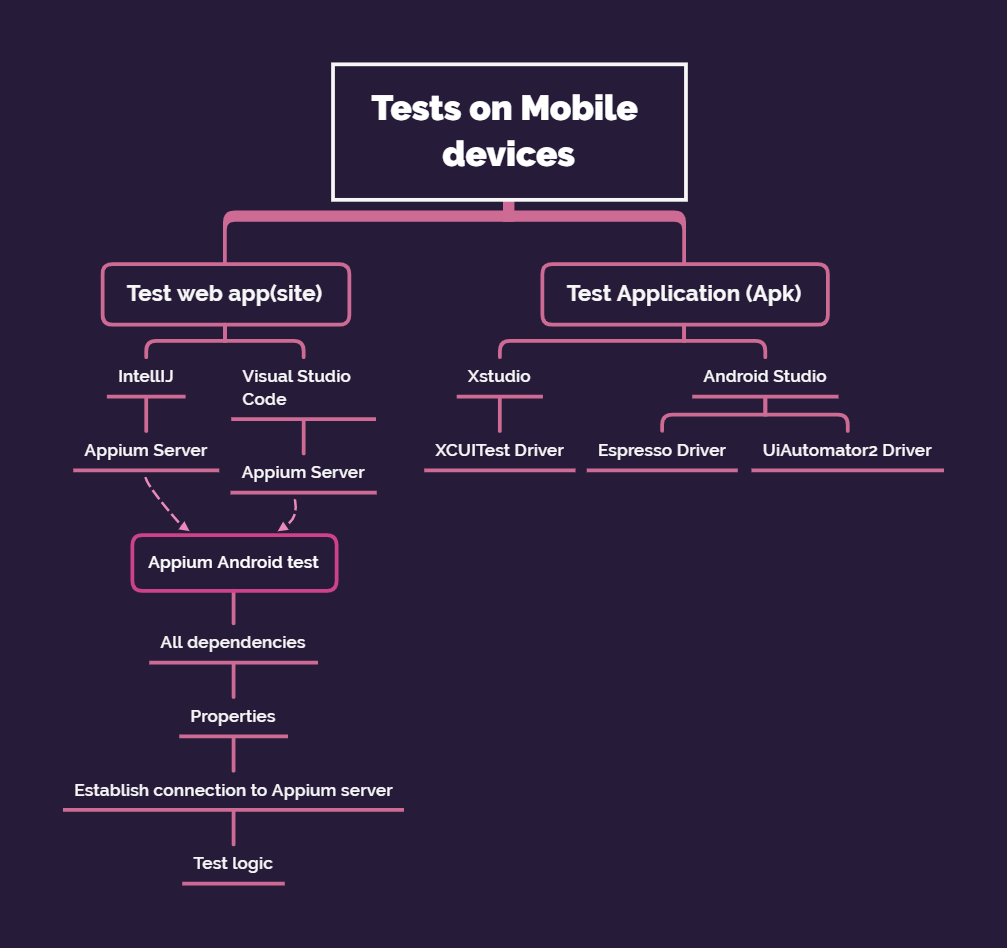 Tests on Mobile
devices
Test web app(site)
Test Application (Apk)
IntellIJ
Visual Studio
Code
Xstudio
Android Studio
Appium Server
Appium Server
XCUITest Driver
Espresso Driver
UiAutomator2 Driver
Appium Android test
All dependencies
Properties
Establish connection to Appium server
Test logic